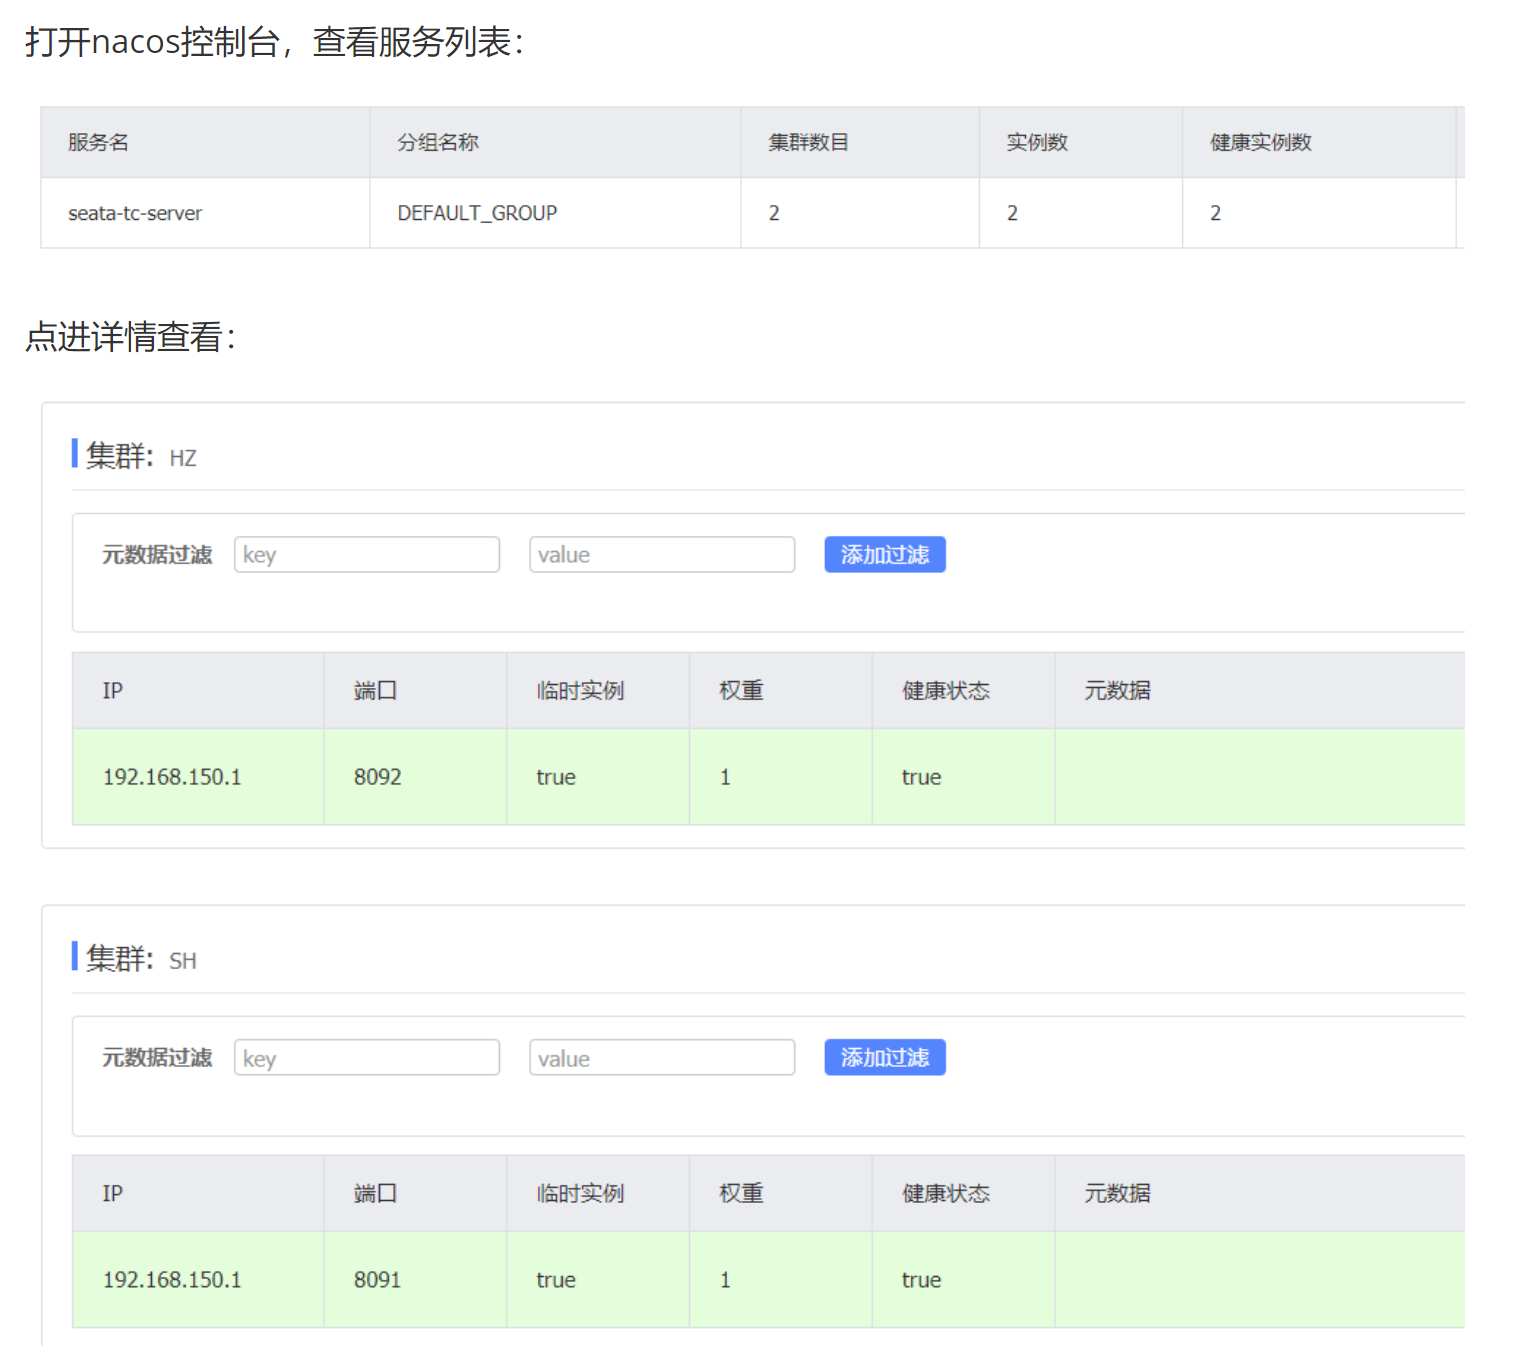 打开nacos控制台，查看服务列表：
服务名 分组名称 集群数目 实例数 健康实例数
seata-tc-server DEFAULT_GROUP 2 2 2
点进详情查看：
集群: HZ
元数据过滤 key value 添加过滤
IP 端口 临时实例 权重 健康状态 元数据
192.168.150.1 8092 true 1 true
集群: SH
元数据过滤 key value 添加过滤
IP 端口 临时实例 权重 健康状态 元数据
192.168.150.1 8091 true 1 true